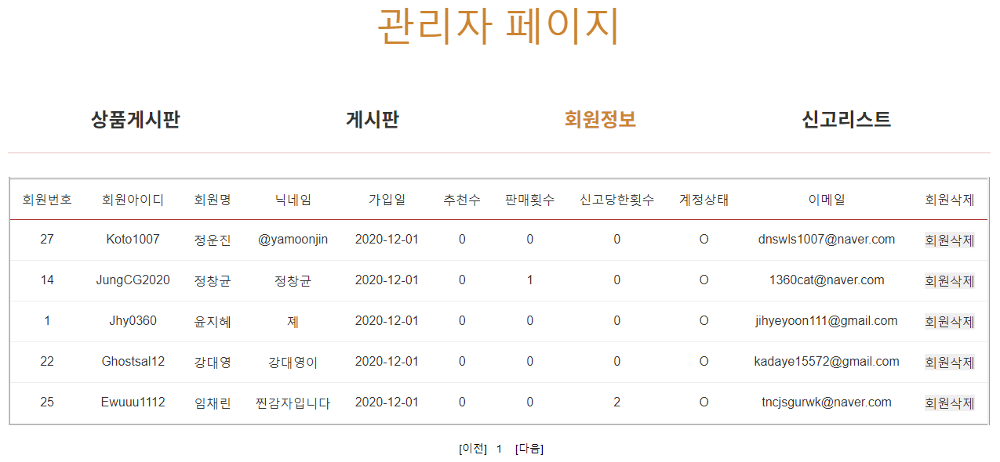 관리자 페이지
상품게시판 게시판 회원정보 신고리스트
회원번호 회원아이디 회원명 닉네임 가입일 추천수 판매횟수 신고당한횟수 계정상태 이메일 회원삭제
27 Koto1007 정운진 @yamoonjin 2020-12-01 0 0 0 O dnswls1007@naver.com 회원삭제
14 JungCG2020 정창균 정창균 2020-12-01 0 1 0 O 1360cat@naver.com 회원삭제
1 Jhy0360 윤지혜 졔 2020-12-01 0 0 0 O jihyeyoon111@gmail.com 회원삭제
22 Ghostsal12 강대영 강대영이 2020-12-01 0 0 0 O kadaye15572@gmail.com 회원삭제
25 Ewuuu1112 임채린 찐감자입니다 2020-12-01 0 0 2 O tncjsgurwk@naver.com 회원삭제
[이전] 1 [다음]